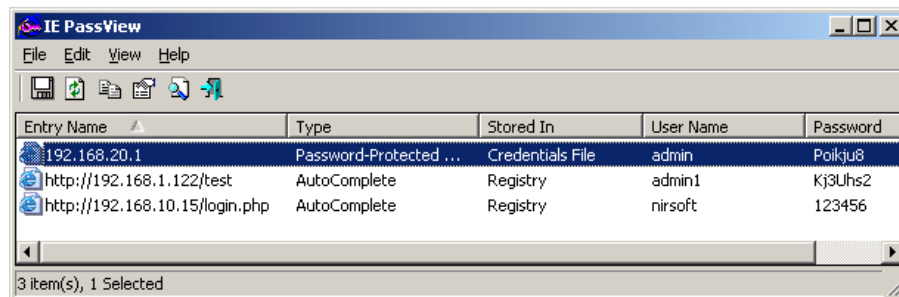 IE PassView
File Edit View Help
Entry Name Type Stored In User Name Password
192.168.20.1 Password-Protected ... Credentials File admin Poikju8
http://192.168.1.122/test AutoComplete Registry admin1 Kj3Uhs2
http://192.168.10.15/login.php AutoComplete Registry nirsoft 123456
3 item(s), 1 Selected